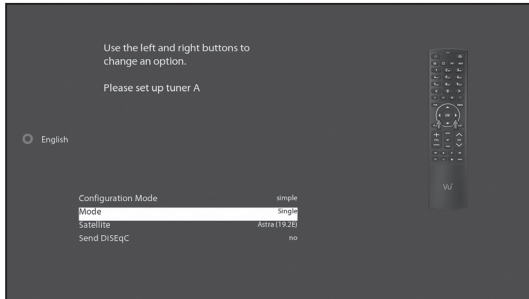 Use the left and right buttons to
change an option.
Please set up tuner A
English
Configuration Mode simple
Mode Single
Satellite Astra (19.2E)
Send DiSEqC no